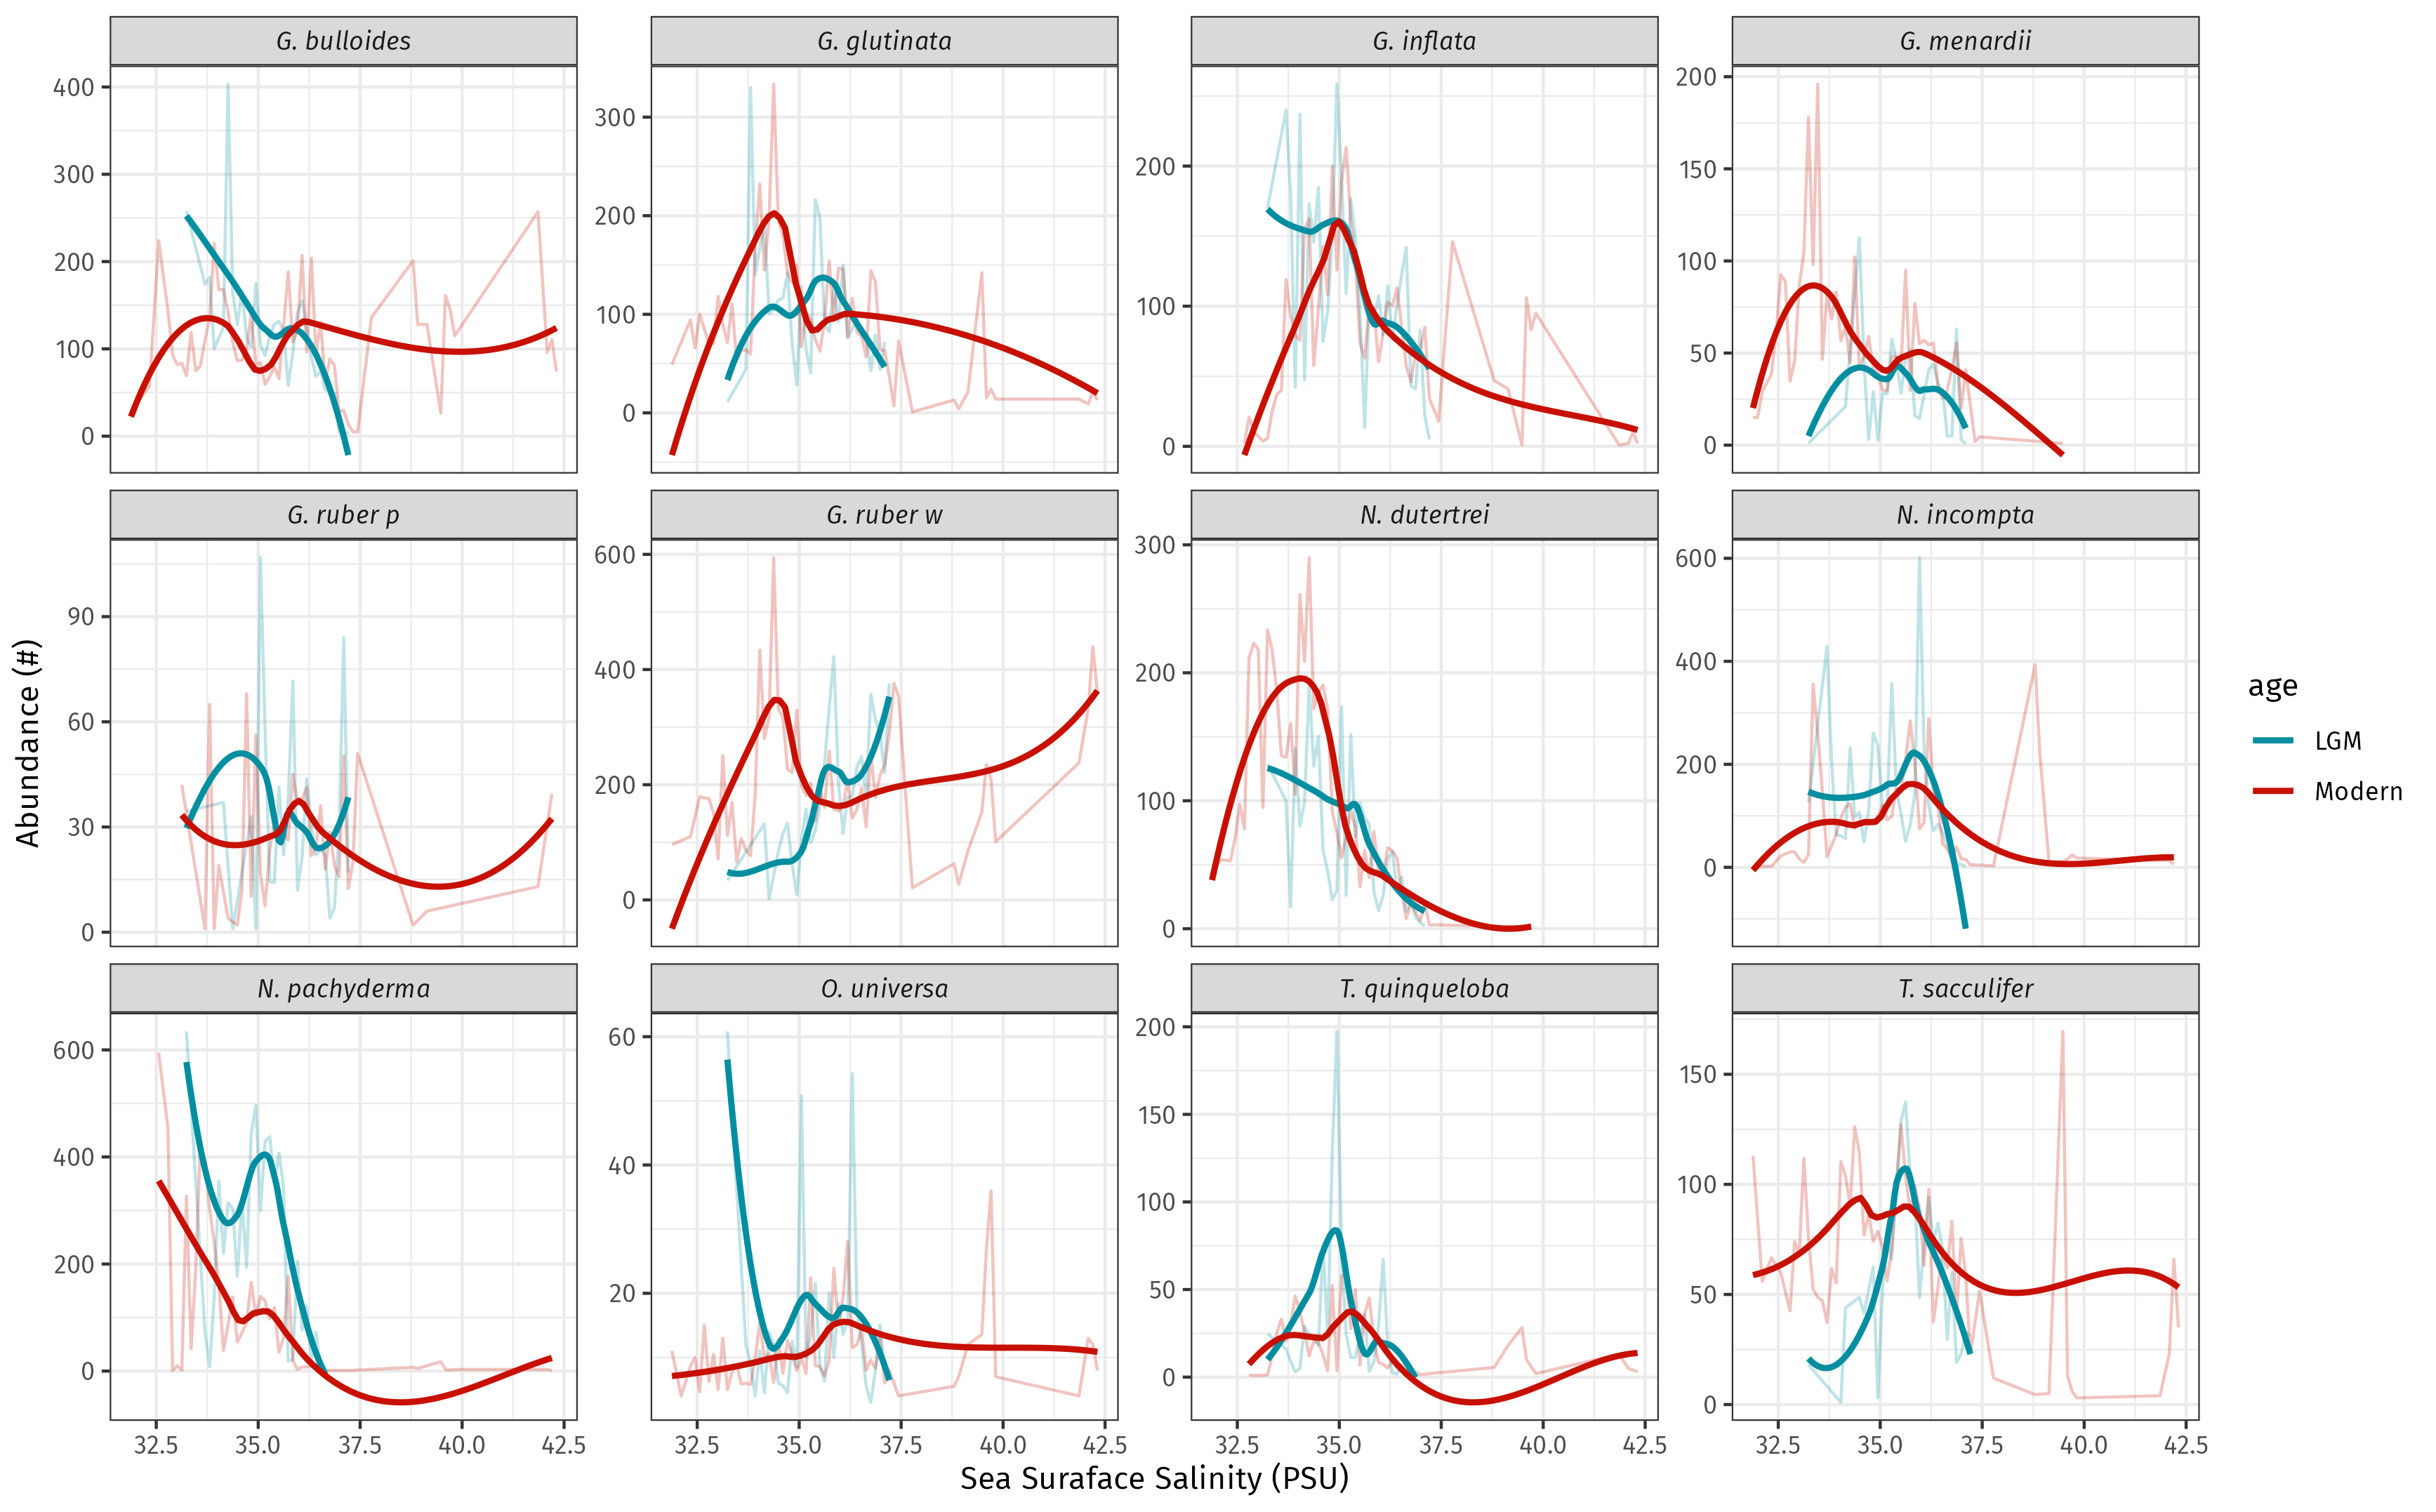 G. bulloides
G. glutinata
G. inflata
G. menardii
400
300
200
100
0
300
200
100
0
200
100
0
200
150
100
50
0
G. ruber p
G. ruber w
N. dutertrei
N. incompta
90
60
30
0
600
400
200
0
300
200
100
0
600
400
200
0
N. pachyderma
O. universa
T. quinqueloba
T. sacculifer
600
400
200
0
60
40
20
200
150
100
50
0
150
100
50
0
32.5 35.0 37.5 40.0 42.5
32.5 35.0 37.5 40.0 42.5
32.5 35.0 37.5 40.0 42.5
32.5 35.0 37.5 40.0 42.5
Sea Suraface Salinity (PSU)
Abundance (#)
age
LGM
Modern